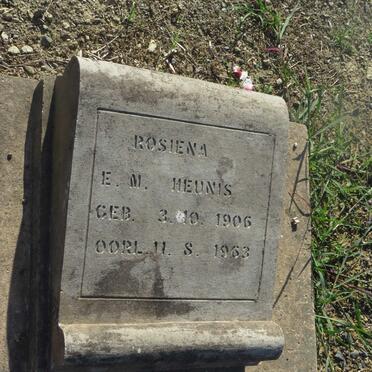 ROSIENA
E. M. HEUNIS
GEB. 3.10. 1906
OORL. 11. 8. 1963